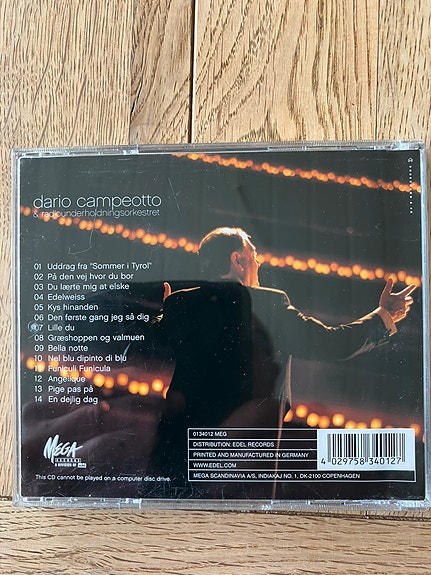 dario campeotto
& radiounderholdningsorkestret
01 Uddrag fra "Sommer i Tyrol"
02 På den vej hvor du bor
03 Du lærte mig at elske
04 Edelweiss
05 Kys hinanden
06 Den første gang jeg så dig
07 Lille du
08 Græshoppen og valmuen
09 Bella notte
10 Nel blu dipinto di blu
11 Funiculi Funicula
12 Angelique
13 Pige pas på
14 En dejlig dag
MEGA
RECORDS
A DIVISION OF
0134012 MEG
DISTRIBUTION: EDEL RECORDS
PRINTED AND MANUFACTURED IN GERMANY
WWW.EDEL.COM
MEGA SCANDINAVIA A/S, INDIAKAJ NO. 1, DK-2100 COPENHAGEN
4 029758 340127
This CD cannot be played on a computer disc drive.